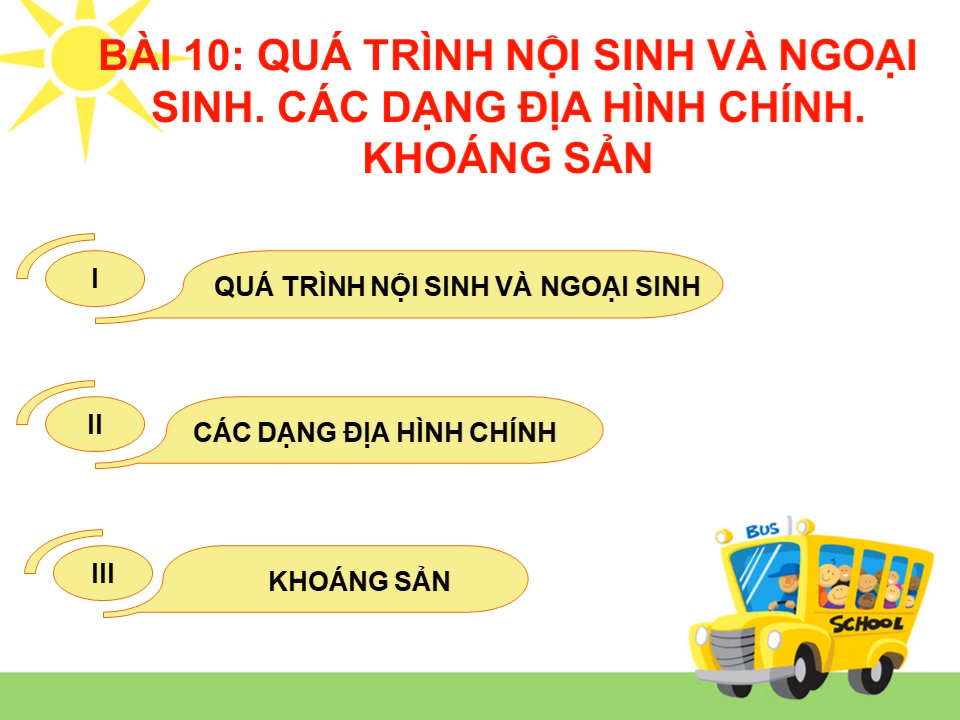 BÀI 10: QUÁ TRÌNH NỘI SINH VÀ NGOẠI
SINH. CÁC DẠNG ĐỊA HÌNH CHÍNH.
KHOÁNG SẢN
I
QUÁ TRÌNH NỘI SINH VÀ NGOẠI SINH
II
CÁC DẠNG ĐỊA HÌNH CHÍNH
III
KHOÁNG SẢN
BUS
SCHOOL